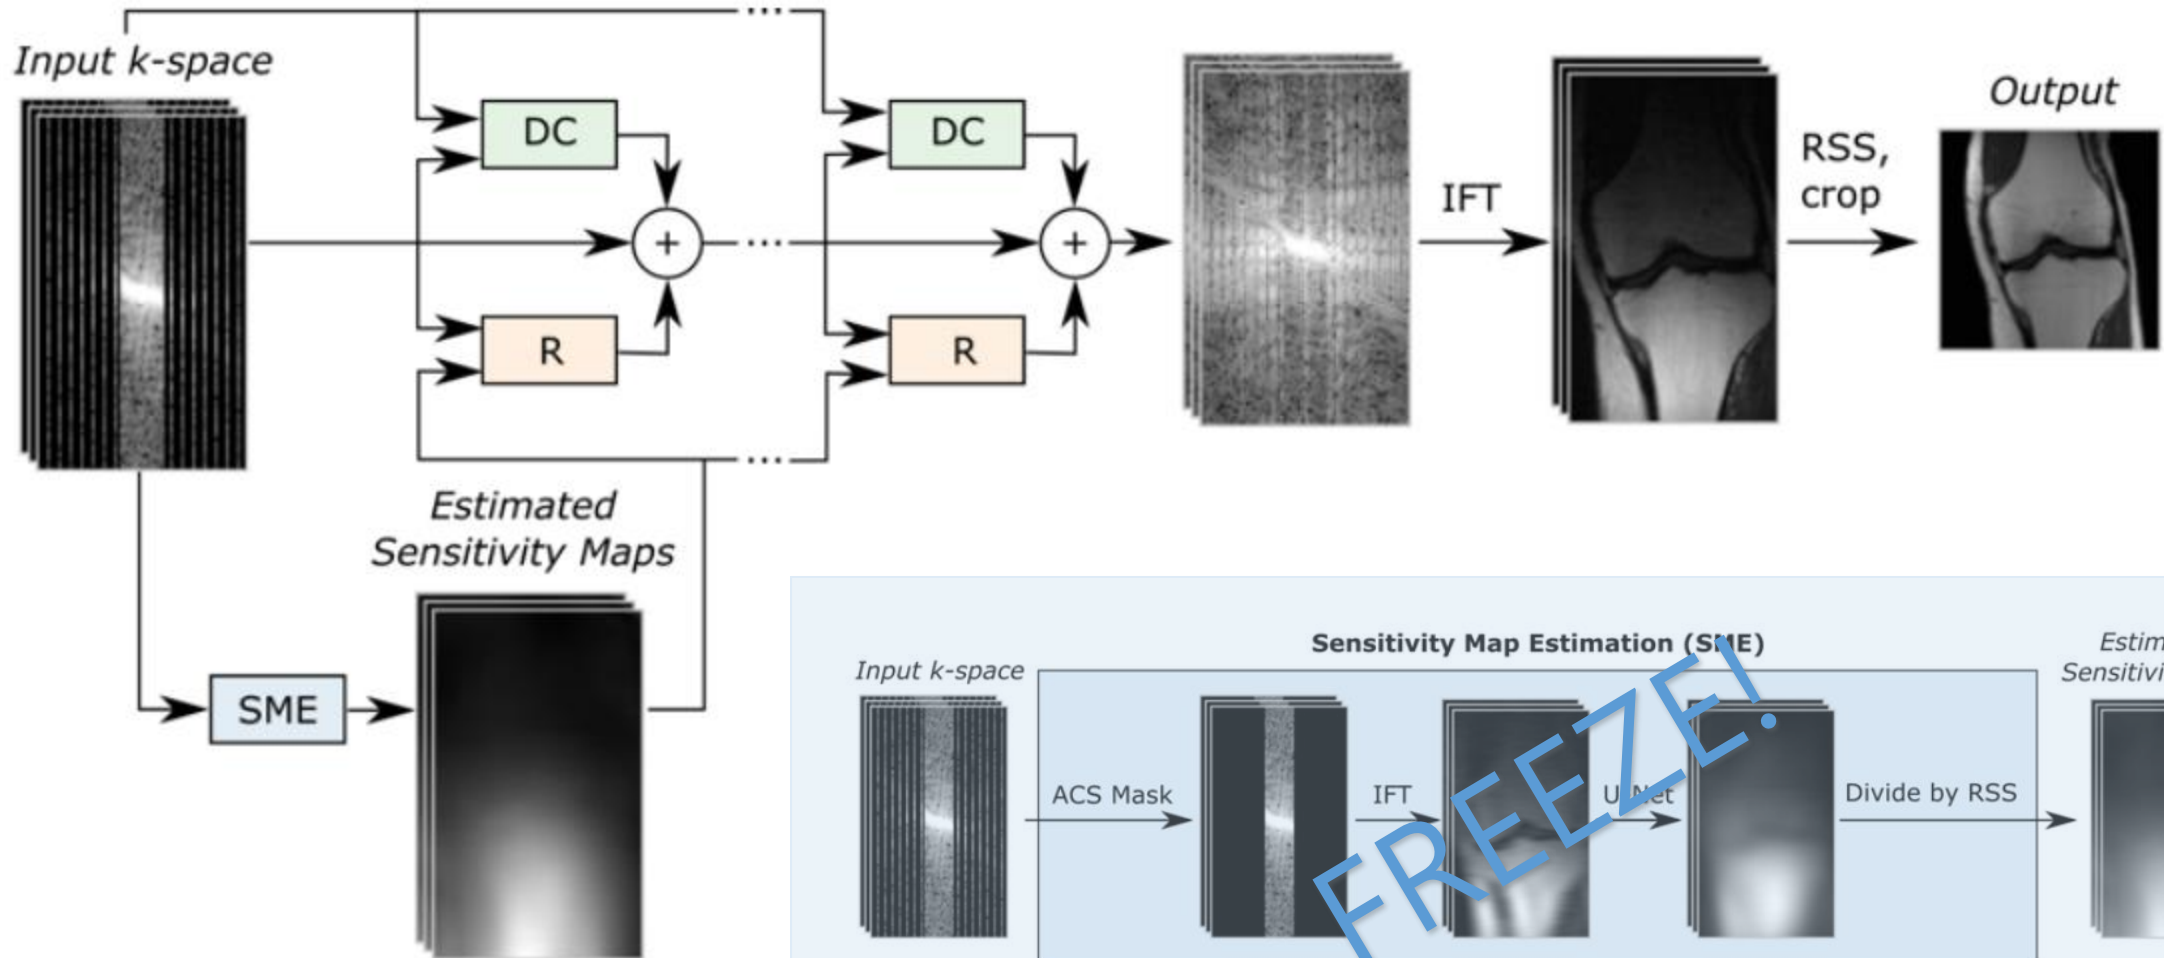 Input k-space
...
DC
DC
+
...
+
R
R
...
IFT
RSS,
crop
Output
Estimated
Sensitivity Maps
SME
Sensitivity Map Estimation (SME)
Input k-space
ACS Mask
IFT
Divide by RSS
FREEZE!